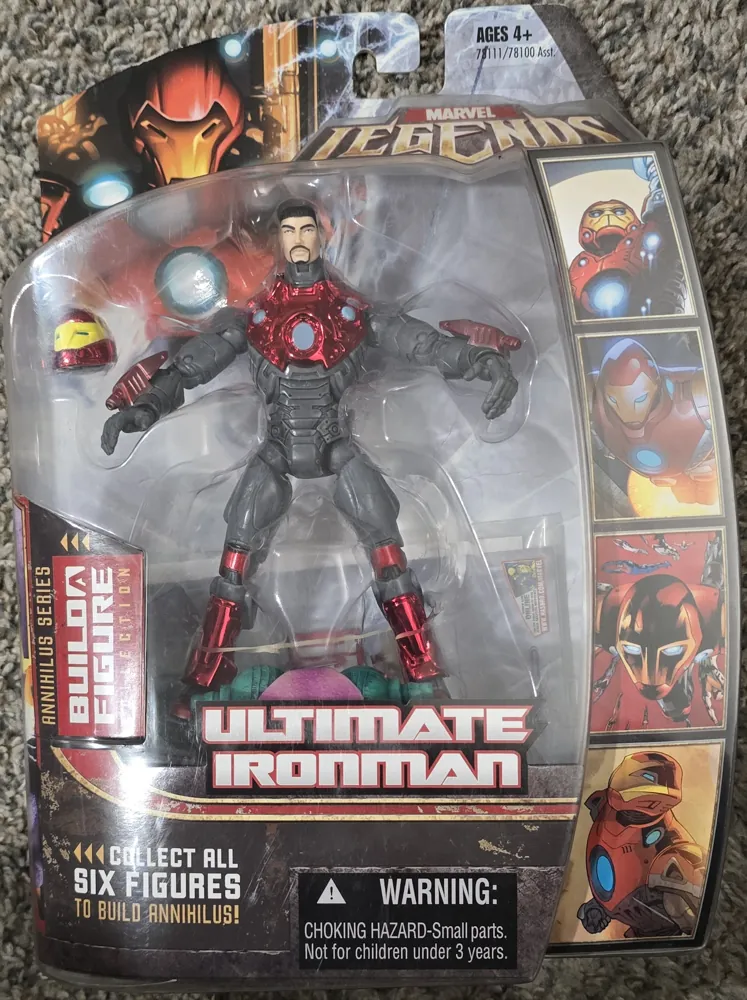 AGES 4+
78111/78100 Asst.
MARVEL
LEGENDS
ANNIHILUS SERIES
BUILD A
FIGURE
ULTIMATE
IRONMAN
COLLECT ALL
SIX FIGURES
TO BUILD ANNIHILUS!
WARNING:
CHOKING HAZARD-Small parts.
Not for children under 3 years.